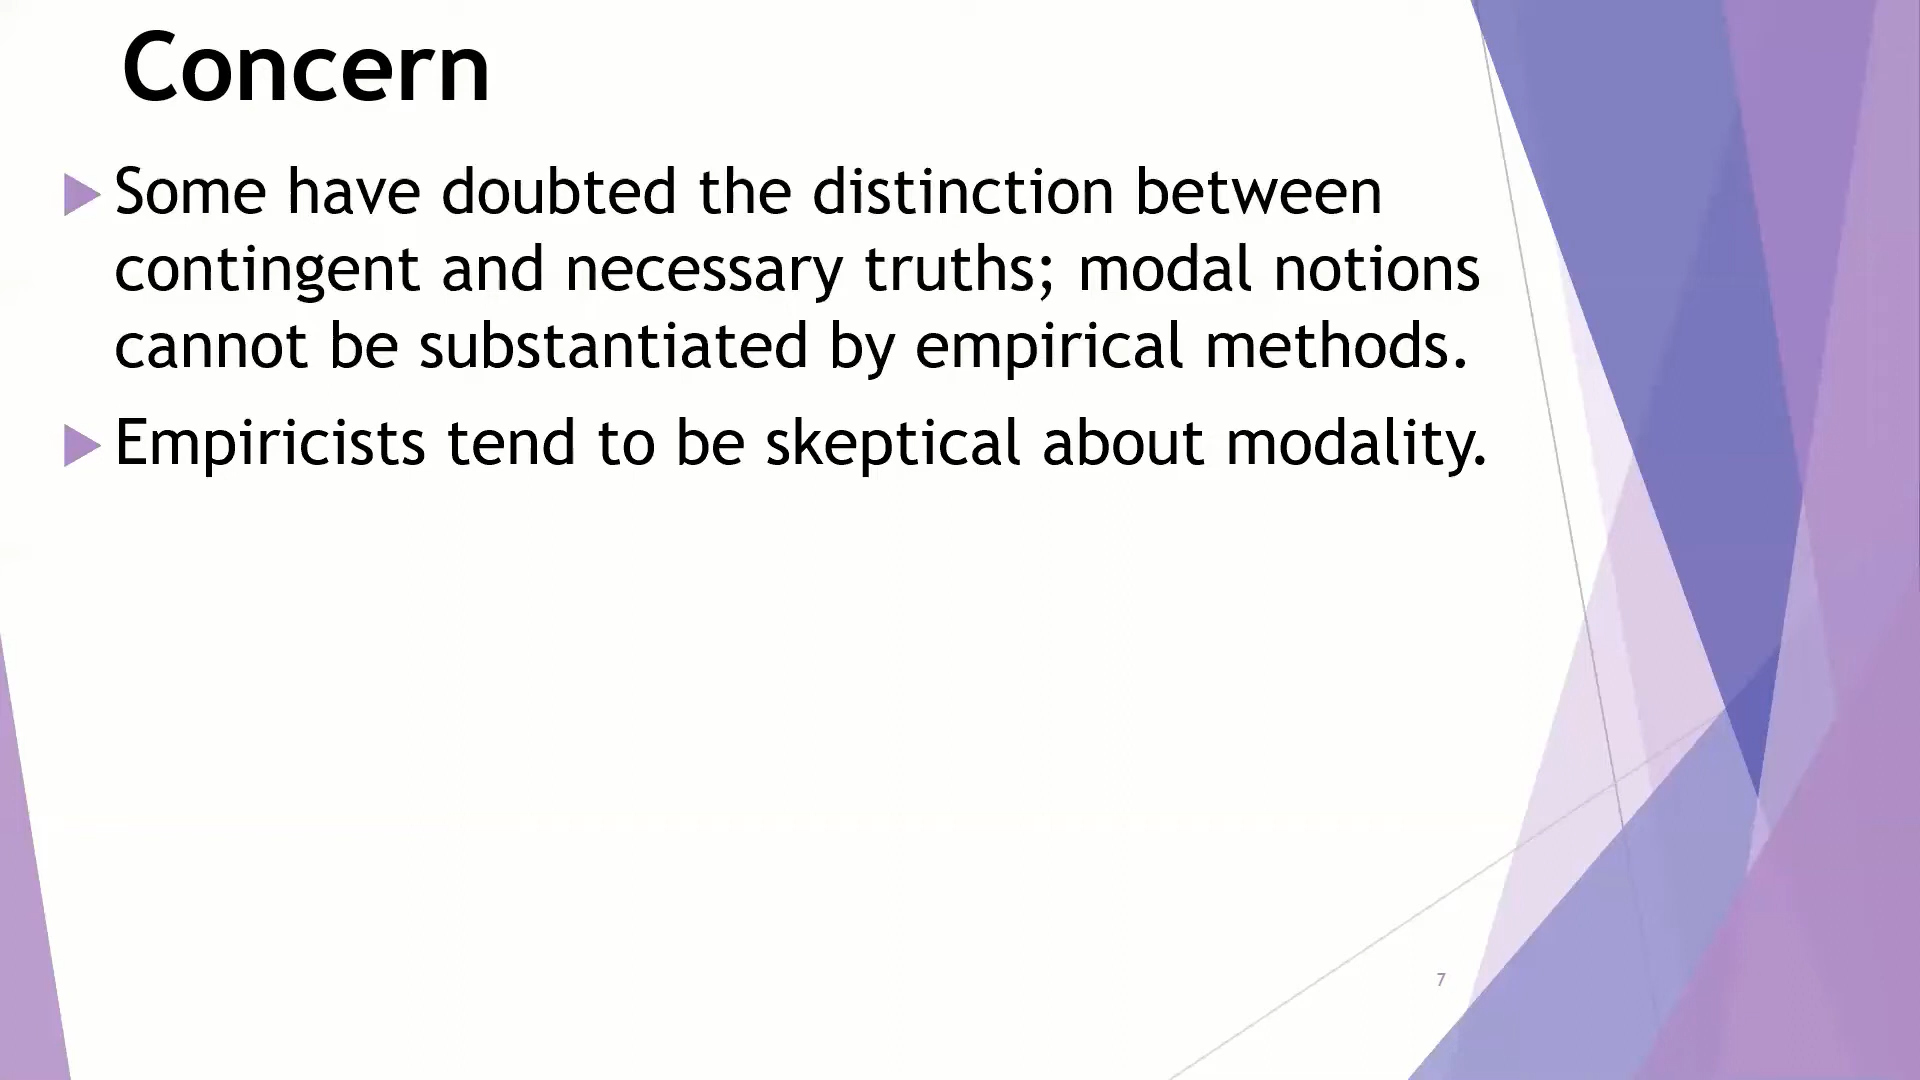 Concern
Some have doubted the distinction between
contingent and necessary truths; modal notions
cannot be substantiated by empirical methods.
Empiricists tend to be skeptical about modality.
7